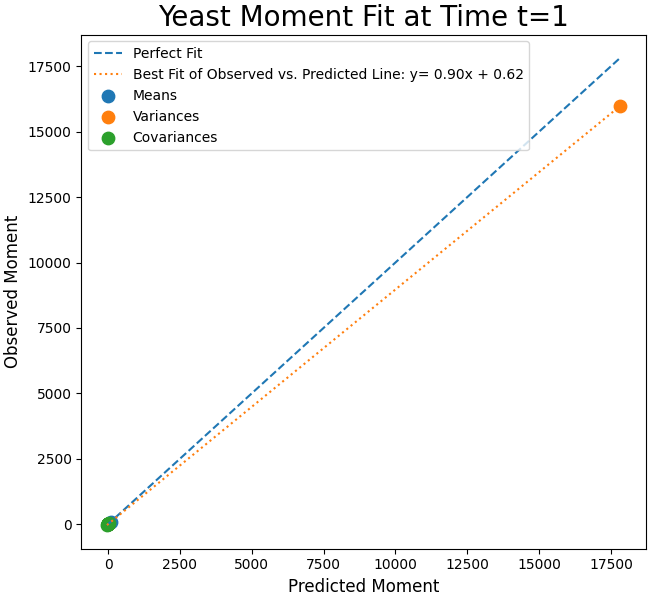 Yeast Moment Fit at Time t=1
Perfect Fit
Best Fit of Observed vs. Predicted Line: y= 0.90x + 0.62
Means
Variances
Covariances
Observed Moment
17500
15000
12500
10000
7500
5000
2500
0
0 2500 5000 7500 10000 12500 15000 17500
Predicted Moment